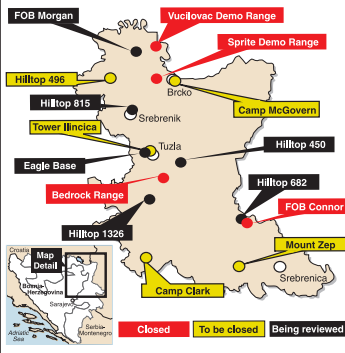 FOB Morgan
Vucilovac Demo Range
Sprite Demo Range
Hilltop 496
Brcko
Camp McGovern
Hilltop 815
Srebrenik
Tower Ilincica
Tuzla
Hilltop 450
Eagle Base
Hilltop 682
Bedrock Range
FOB Connor
Hilltop 1326
Mount Zep
Srebrenica
Camp Clark
Croatia
Map
Detail
Bosnia-
Herzegovina
Sarajevo
Adriatic
Sea
Serbia-
Montenegro
Closed
To be closed
Being reviewed